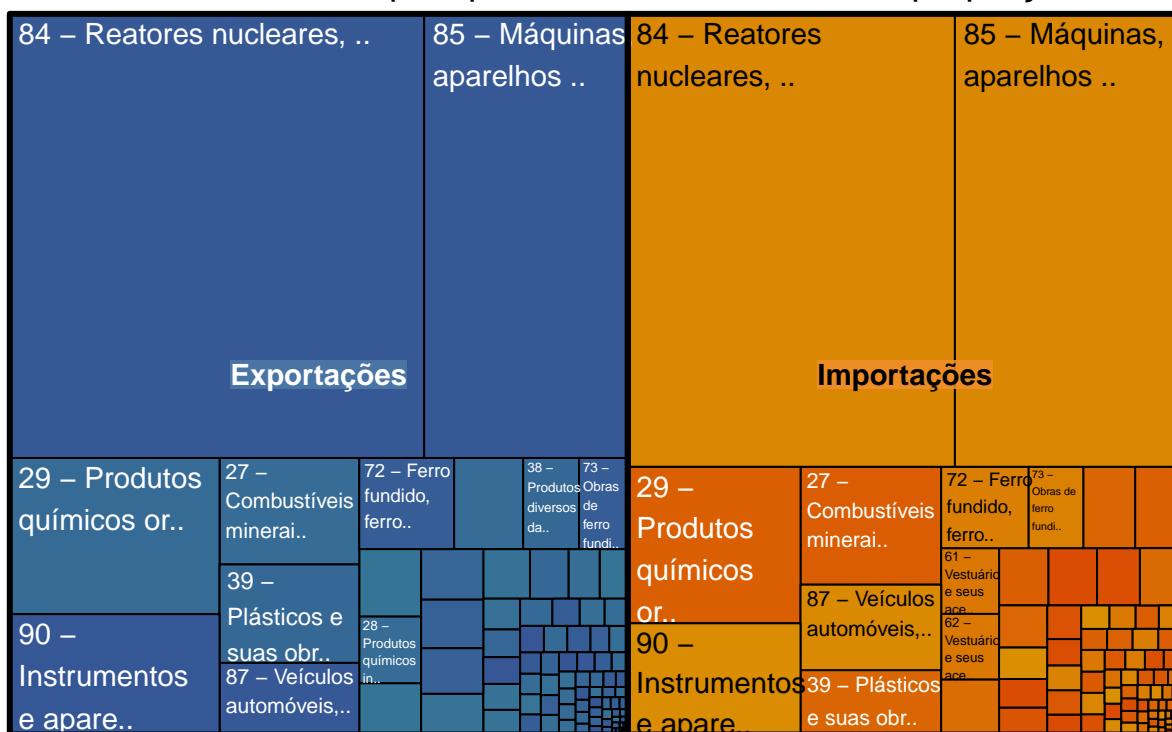 84 – Reatores nucleares, ..
85 – Máquinas,
aparelhos ..
Exportações
29 – Produtos
químicos or..
27 –
Combustíveis
minerai..
72 – Ferro
fundido,
ferro..
38 –
Produtos
diversos
da..
73 –
Obras
de
ferro
fundi..
39 –
Plásticos e
suas obr..
90 –
Instrumentos
e apare..
87 – Veículos
automóveis,..
28 –
Produtos
químicos
in..
84 – Reatores
nucleares, ..
85 – Máquinas,
aparelhos ..
Importações
29 –
Produtos
químicos
or..
27 –
Combustíveis
minerai..
72 – Ferro
fundido,
ferro..
73 –
Obras de
ferro
fundi..
61 –
Vestuário
e seus
ace..
87 – Veículos
automóveis,..
62 –
Vestuário
e seus
ace..
90 –
Instrumentos
e apare..
39 – Plásticos
e suas obr..